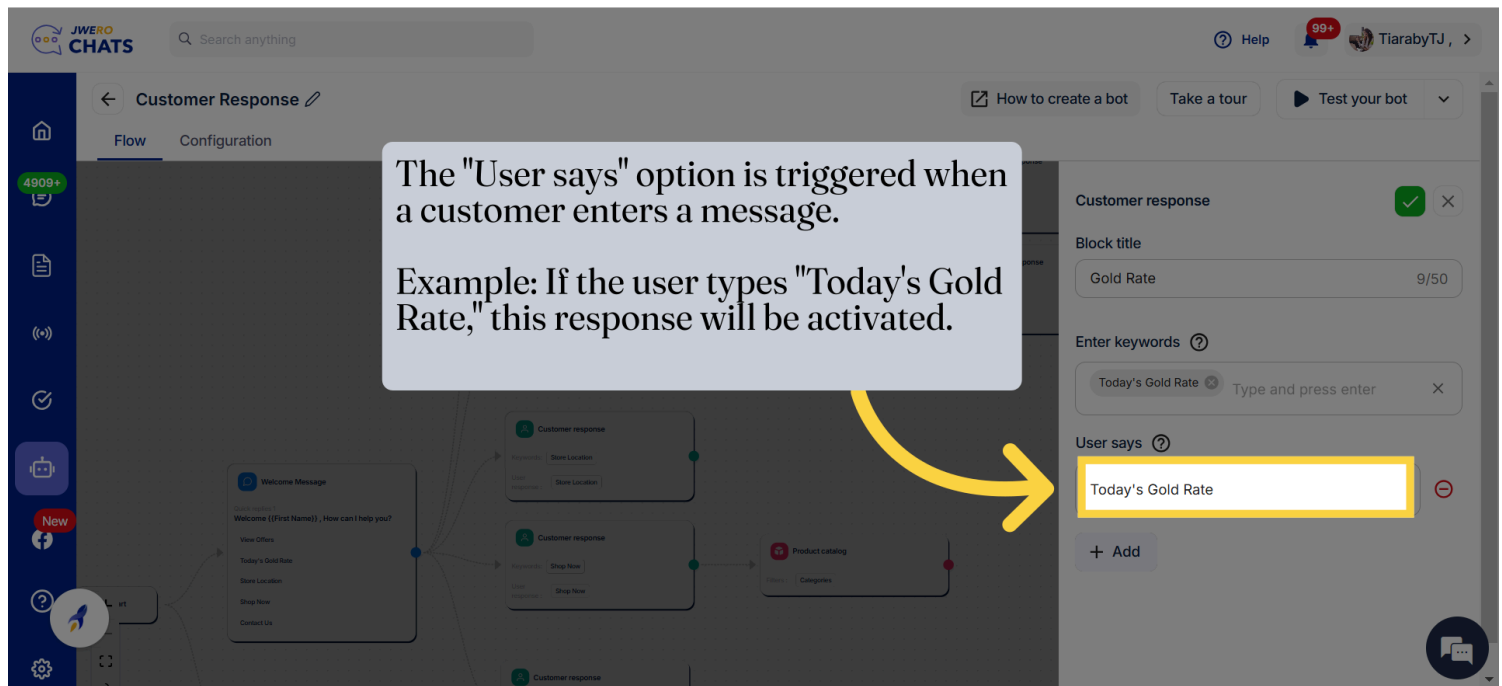 JWERO
CHATS
Search anything
Help
99+
TiarabyTJ ,
Customer Response
How to create a bot
Take a tour
Test your bot
Flow
Configuration
4909+
New
The "User says" option is triggered when
a customer enters a message.
Example: If the user types "Today's Gold
Rate," this response will be activated.
Customer response
Block title
Gold Rate
9/50
Enter keywords
Today's Gold Rate
Type and press enter
User says
Today's Gold Rate
+ Add
Welcome Message
Welcome {{First Name}} , How can I help you?
View Offers
Today's Gold Rate
Store Location
Shop Now
Contact Us
Customer response
Keywords: Store Location
Store Location
Customer response
Keywords: Shop Now
Shop Now
Product catalog
Categories
Customer response